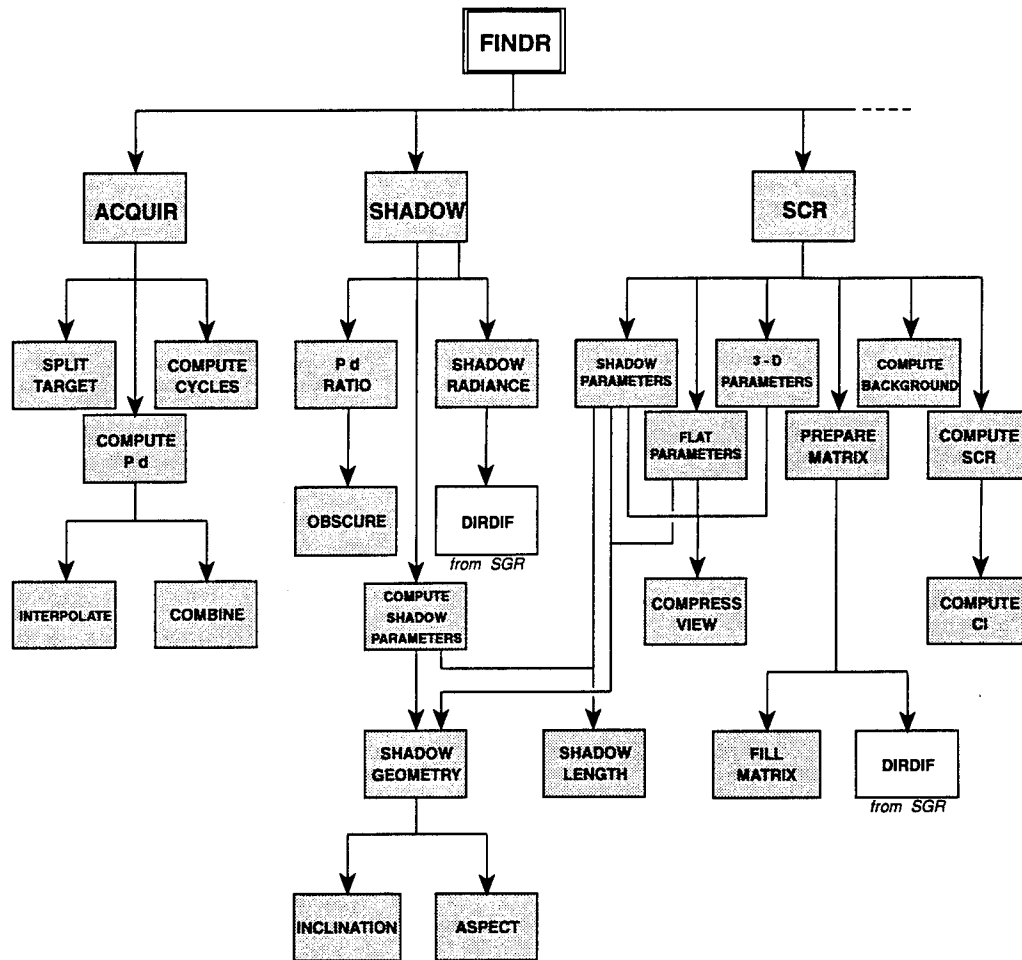 FINDR
ACQUIR
SHADOW
SCR
SPLIT
TARGET
COMPUTE
CYCLES
P d
RATIO
SHADOW
RADIANCE
SHADOW
PARAMETERS
3 - D
PARAMETERS
COMPUTE
BACKGROUND
COMPUTE
P d
FLAT
PARAMETERS
PREPARE
MATRIX
COMPUTE
SCR
OBSCURE
DIRDIF
from SGR
INTERPOLATE
COMBINE
COMPUTE
SHADOW
PARAMETERS
COMPRESS
VIEW
COMPUTE
CI
SHADOW
GEOMETRY
SHADOW
LENGTH
FILL
MATRIX
DIRDIF
from SGR
INCLINATION
ASPECT